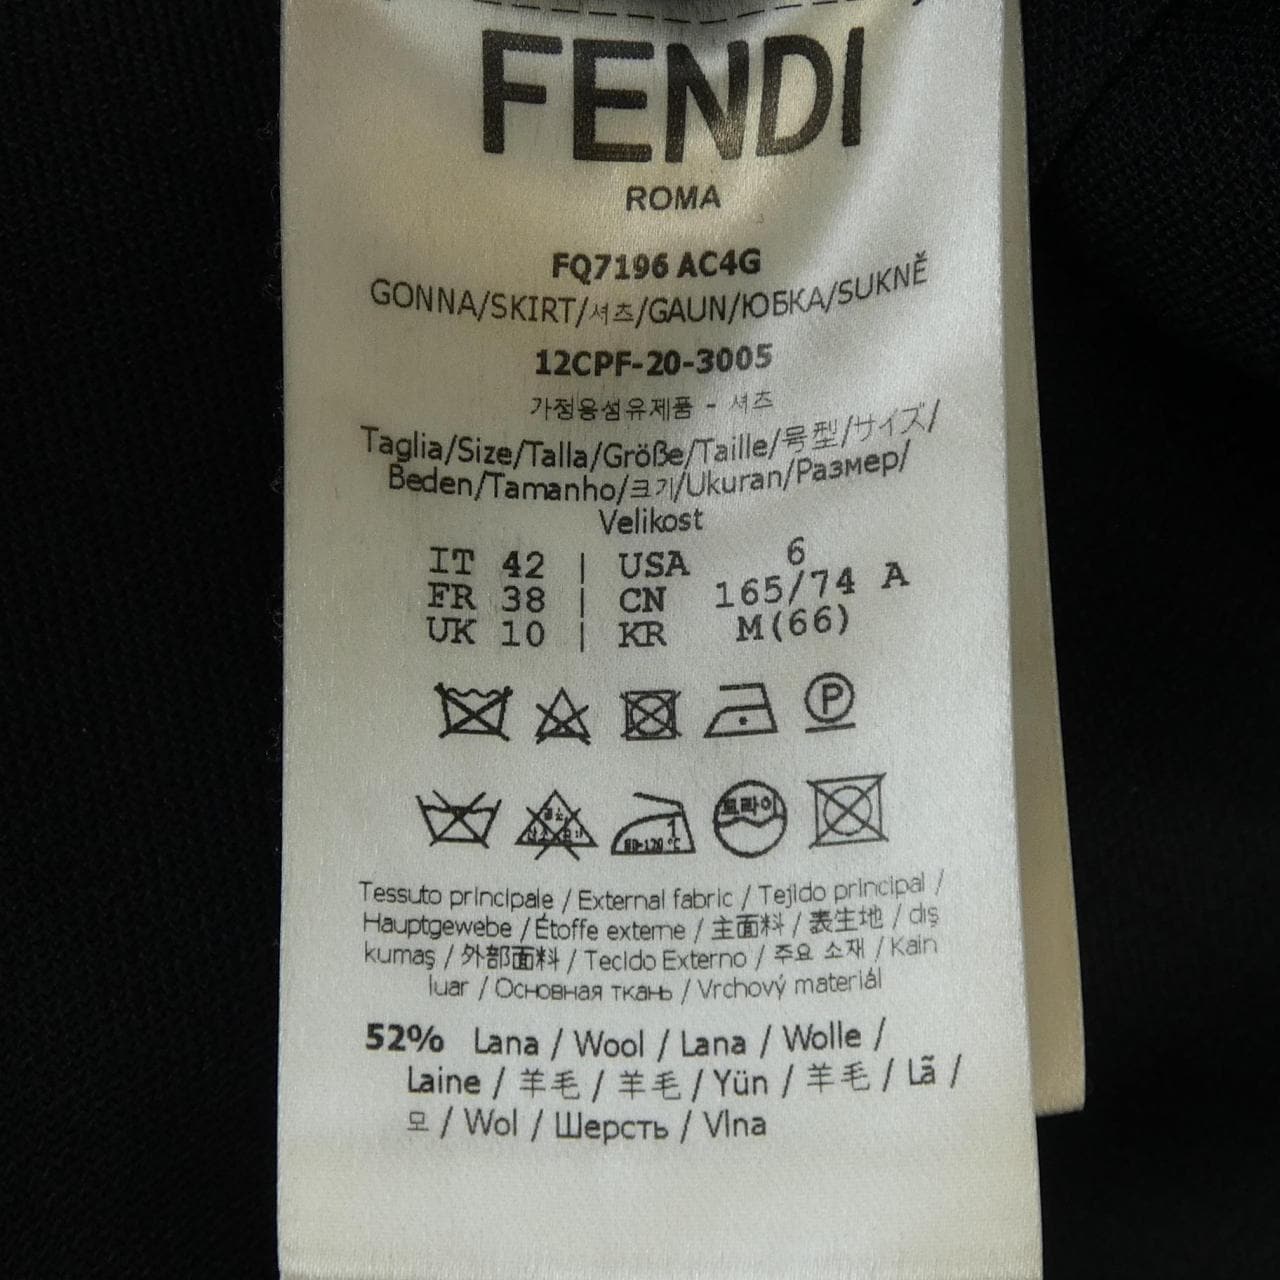 FENDI
ROMA
FQ7196 AC4G
GONNA/SKIRT/셔츠/GAUN/ЮБКА/SUKNĚ
12CPF-20-3005
가정용섬유제품 - 셔츠
Taglia/Size/Talla/Größe/Taille/号型/サイズ/
Beden/Tamanho/크기/Ukuran/Размер/
Velikost
IT 42 | USA 6
FR 38 | CN 165/74 A
UK 10 | KR M(66)
P
드라이
1
80-120°C
Tessuto principale / External fabric / Tejido principal /
Hauptgewebe / Étoffe externe / 主面料 / 表生地 / dış
kumaş / 外部面料 / Tecido Externo / 주요 소재 / Kain
luar / Основная ткань / Vrchový materiál
52% Lana / Wool / Lana / Wolle /
Laine / 羊毛 / 羊毛 / Yün / 羊毛 / Lã /
모 / Wol / Шерсть / Vlna